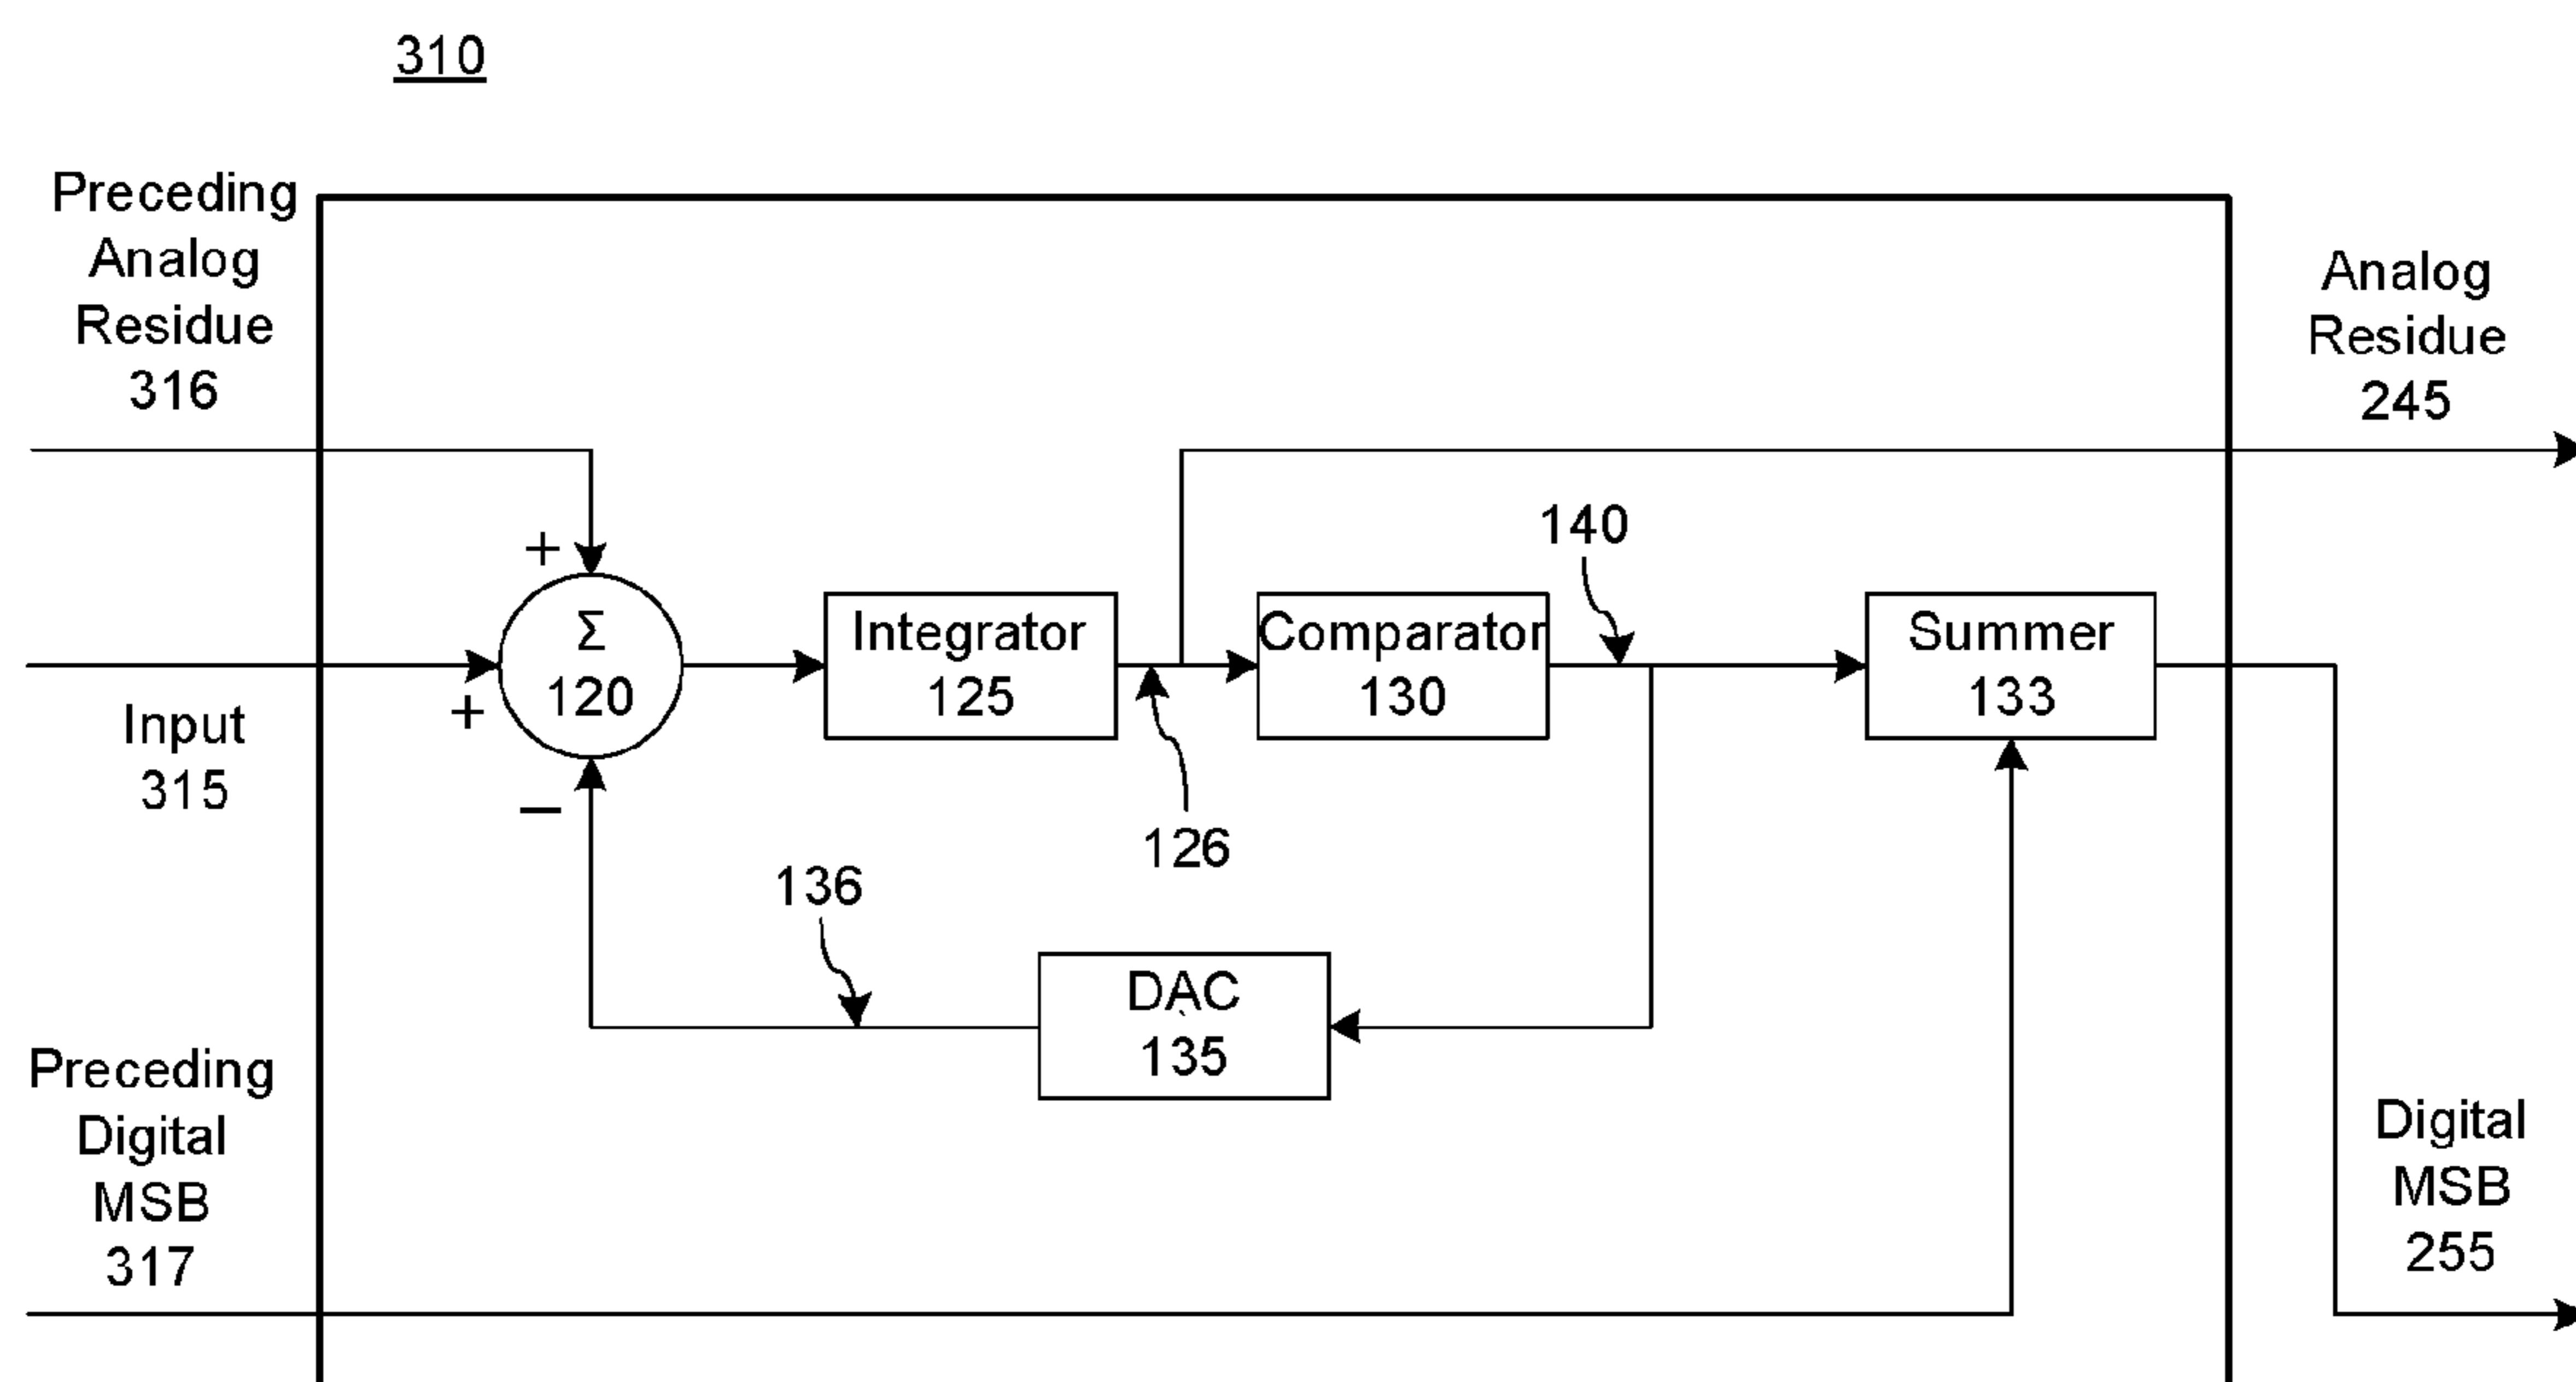 310
Preceding
Analog
Residue
316
Analog
Residue
245
140
+
Σ
120
Integrator
125
Comparator
130
Summer
133
+
Input
315
–
126
136
DAC
135
Preceding
Digital
MSB
317
Digital
MSB
255